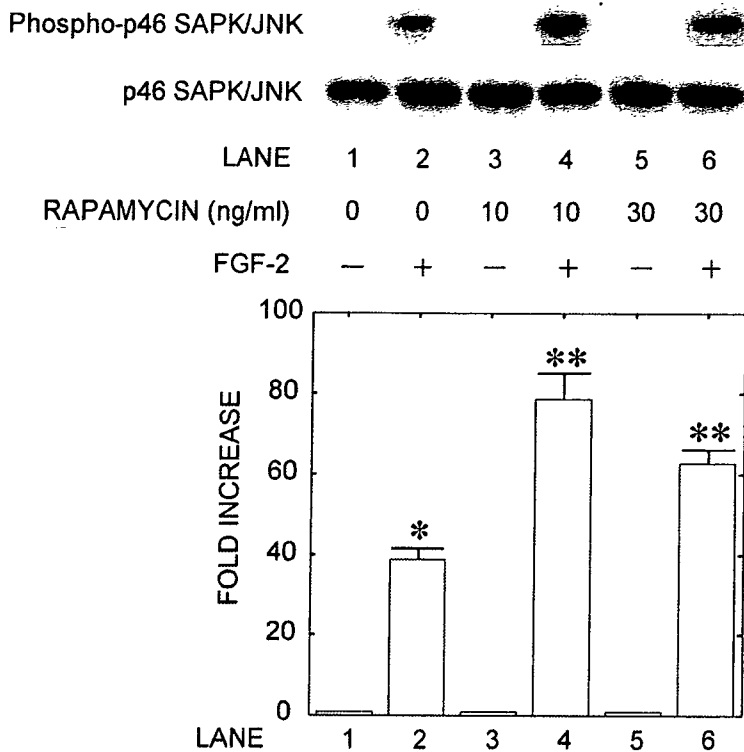 Phospho-p46 SAPK/JNK
p46 SAPK/JNK
LANE 1 2 3 4 5 6
RAPAMYCIN (ng/ml) 0 0 10 10 30 30
FGF-2 — + — + — +
100
80
60
40
20
0
FOLD INCREASE
*
**
**
LANE 1 2 3 4 5 6